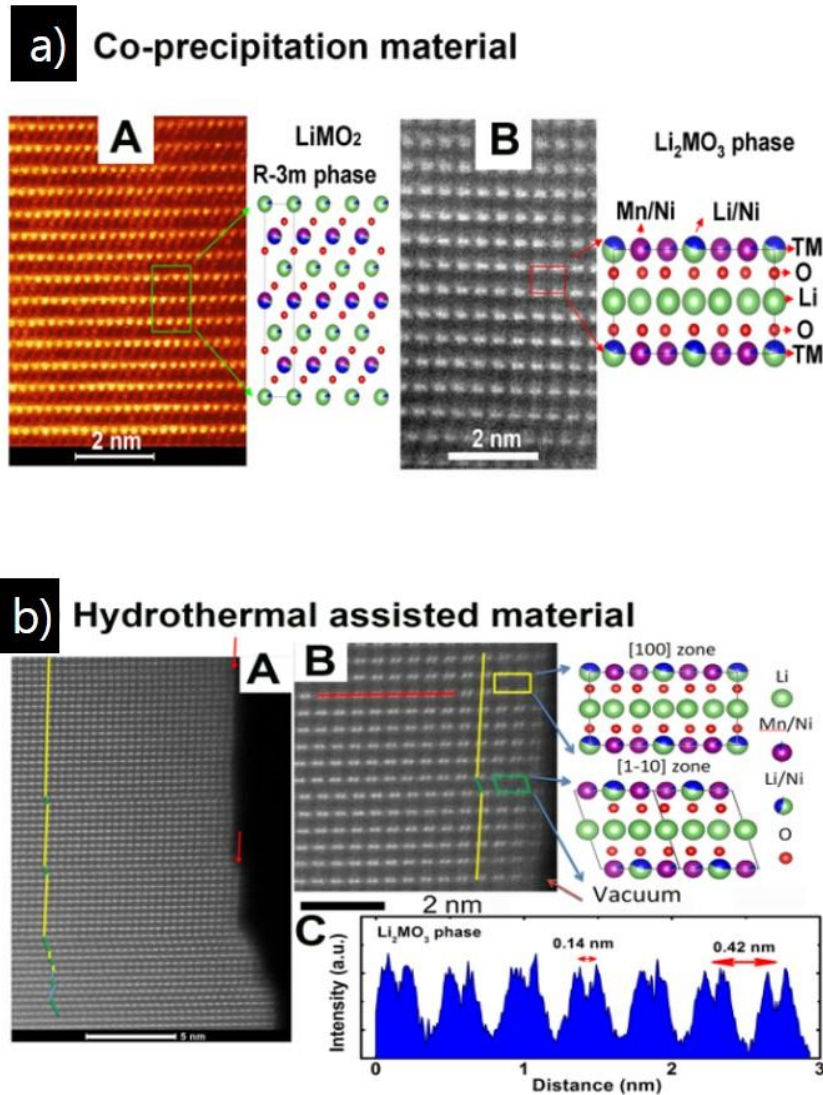 a) Co-precipitation material
A
LiMO₂
R-3m phase
2 nm
B
Li₂MO₃ phase
Mn/Ni Li/Ni
TM
O
Li
O
TM
2 nm
b) Hydrothermal assisted material
A
5 nm
B
[100] zone
[1-10] zone
Li
Mn/Ni
Li/Ni
O
Vacuum
2 nm
C
Li₂MO₃ phase
0.14 nm
0.42 nm
Intensity (a.u.)
0 1 2 3
Distance (nm)